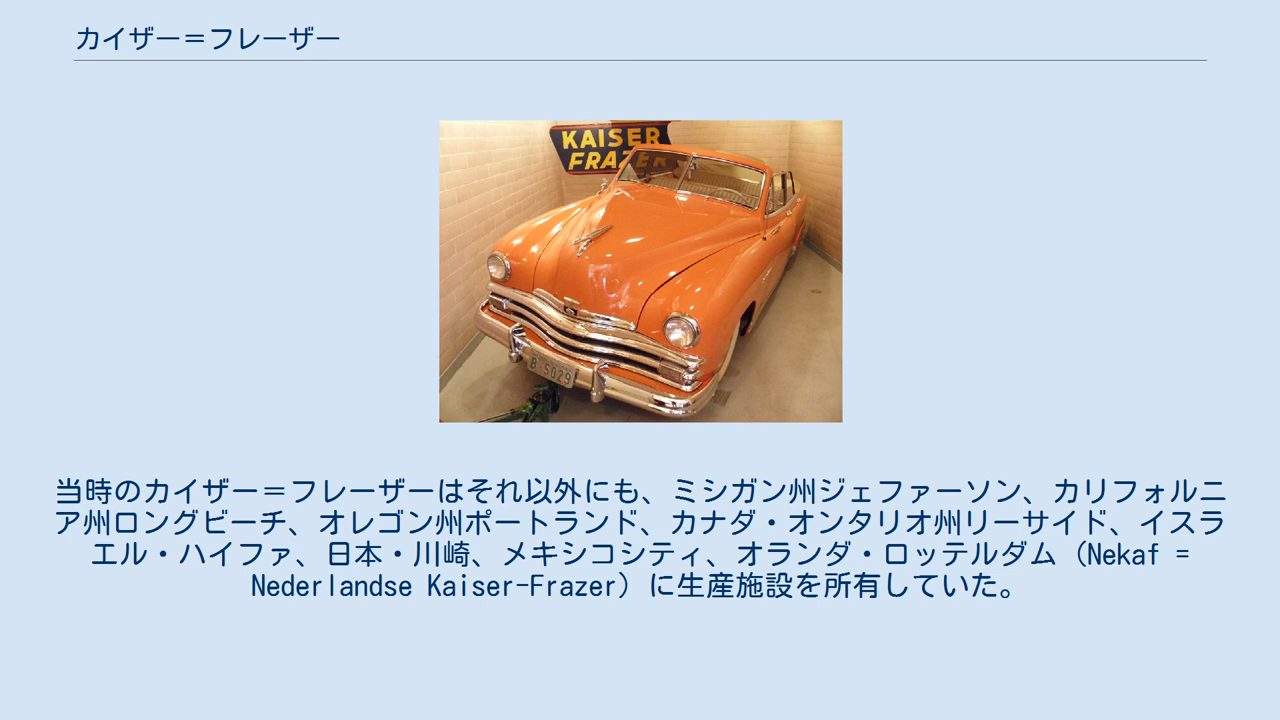 カイザー＝フレーザー
KAISER
FRAZER
B 5029
当時のカイザー＝フレーザーはそれ以外にも、ミシガン州ジェファーソン、カリフォルニ
ア州ロングビーチ、オレゴン州ポートランド、カナダ・オンタリオ州リーサイド、イスラ
エル・ハイファ、日本・川崎、メキシコシティ、オランダ・ロッテルダム（Nekaf =
Nederlandse Kaiser-Frazer）に生産施設を所有していた。